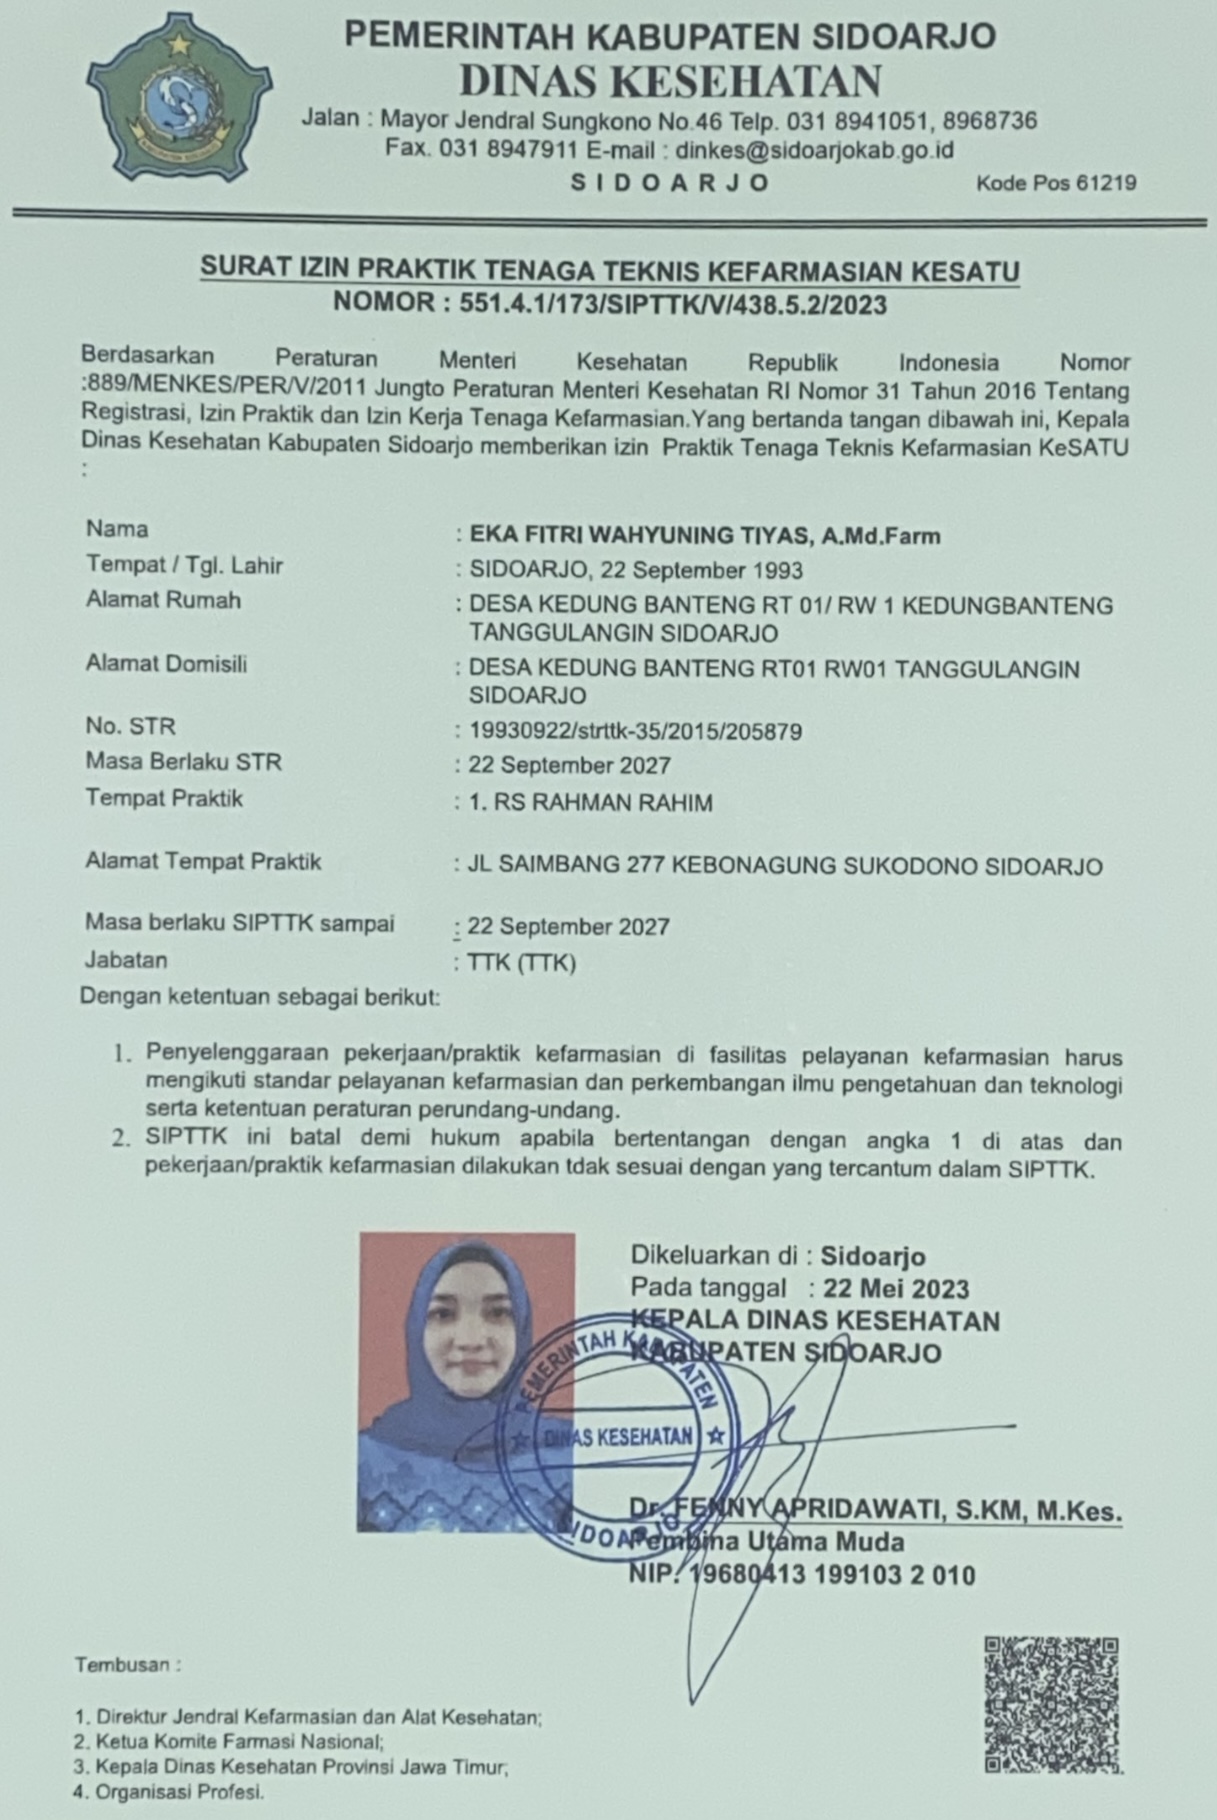 PEMERINTAH KABUPATEN SIDOARJO
DINAS KESEHATAN
Jalan : Mayor Jendral Sungkono No.46 Telp. 031 8941051, 8968736
Fax. 031 8947911 E-mail : dinkes@sidoarjokab.go.id
S I D O A R J O
Kode Pos 61219
KABUPATEN SIDOARJO
SURAT IZIN PRAKTIK TENAGA TEKNIS KEFARMASIAN KESATU
NOMOR : 551.4.1/173/SIPTTK/V/438.5.2/2023
Berdasarkan Peraturan Menteri Kesehatan Republik Indonesia Nomor
:889/MENKES/PER/V/2011 Jungto Peraturan Menteri Kesehatan RI Nomor 31 Tahun 2016 Tentang
Registrasi, Izin Praktik dan Izin Kerja Tenaga Kefarmasian.Yang bertanda tangan dibawah ini, Kepala
Dinas Kesehatan Kabupaten Sidoarjo memberikan izin Praktik Tenaga Teknis Kefarmasian KeSATU
:
Nama : EKA FITRI WAHYUNING TIYAS, A.Md.Farm
Tempat / Tgl. Lahir : SIDOARJO, 22 September 1993
Alamat Rumah : DESA KEDUNG BANTENG RT 01/ RW 1 KEDUNGBANTENG
TANGGULANGIN SIDOARJO
Alamat Domisili : DESA KEDUNG BANTENG RT01 RW01 TANGGULANGIN
SIDOARJO
No. STR : 19930922/strttk-35/2015/205879
Masa Berlaku STR : 22 September 2027
Tempat Praktik : 1. RS RAHMAN RAHIM
Alamat Tempat Praktik : JL SAIMBANG 277 KEBONAGUNG SUKODONO SIDOARJO
Masa berlaku SIPTTK sampai : 22 September 2027
Jabatan : TTK (TTK)
Dengan ketentuan sebagai berikut:
1. Penyelenggaraan pekerjaan/praktik kefarmasian di fasilitas pelayanan kefarmasian harus
mengikuti standar pelayanan kefarmasian dan perkembangan ilmu pengetahuan dan teknologi
serta ketentuan peraturan perundang-undang.
2. SIPTTK ini batal demi hukum apabila bertentangan dengan angka 1 di atas dan
pekerjaan/praktik kefarmasian dilakukan tdak sesuai dengan yang tercantum dalam SIPTTK.
Dikeluarkan di : Sidoarjo
Pada tanggal : 22 Mei 2023
KEPALA DINAS KESEHATAN
KABUPATEN SIDOARJO
PEMERINTAH KABUPATEN
DINAS KESEHATAN
SIDOARJO
Dr. FENNY APRIDAWATI, S.KM, M.Kes.
Pembina Utama Muda
NIP. 19680413 199103 2 010
Tembusan :
1. Direktur Jendral Kefarmasian dan Alat Kesehatan;
2. Ketua Komite Farmasi Nasional;
3. Kepala Dinas Kesehatan Provinsi Jawa Timur;
4. Organisasi Profesi.